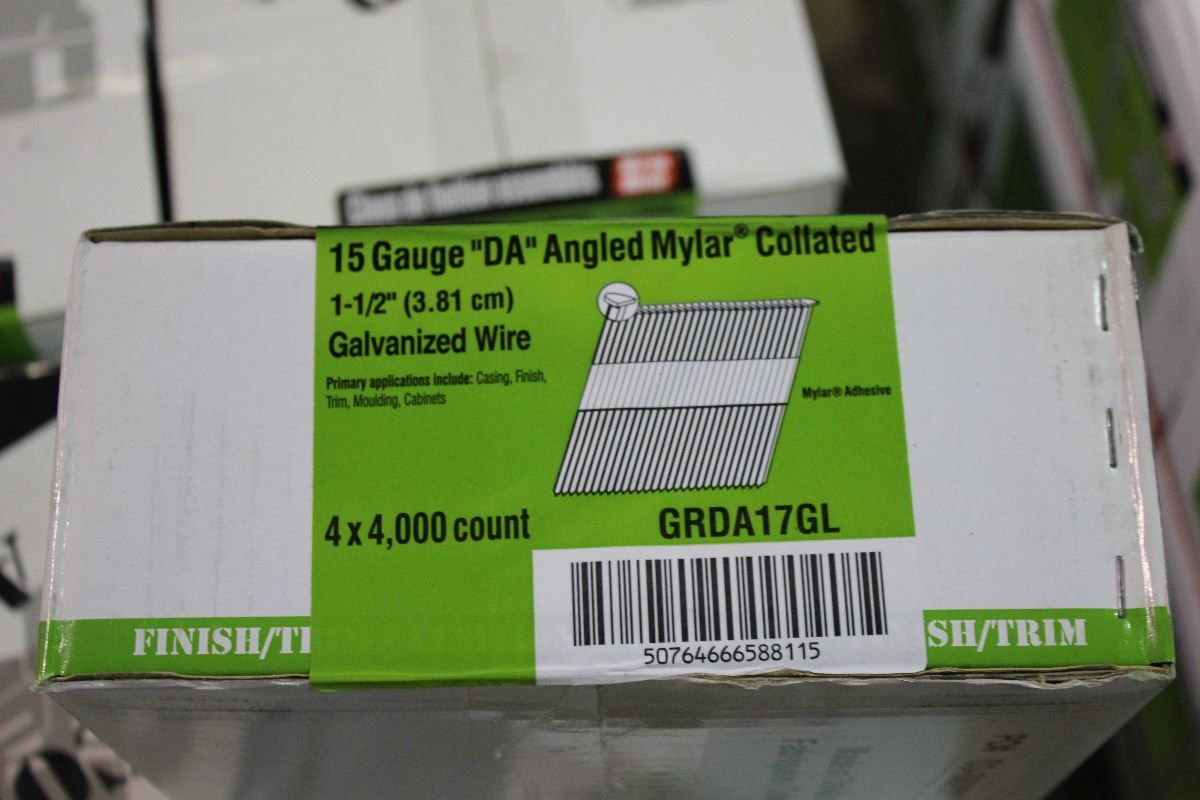 15 Gauge "DA" Angled Mylar® Collated
1-1/2" (3.81 cm)
Galvanized Wire
Primary applications include: Casing, Finish,
Trim, Moulding, Cabinets
Mylar® Adhesive
4 x 4,000 count
GRDA17GL
50764666588115
FINISH/TI
SH/TRIM